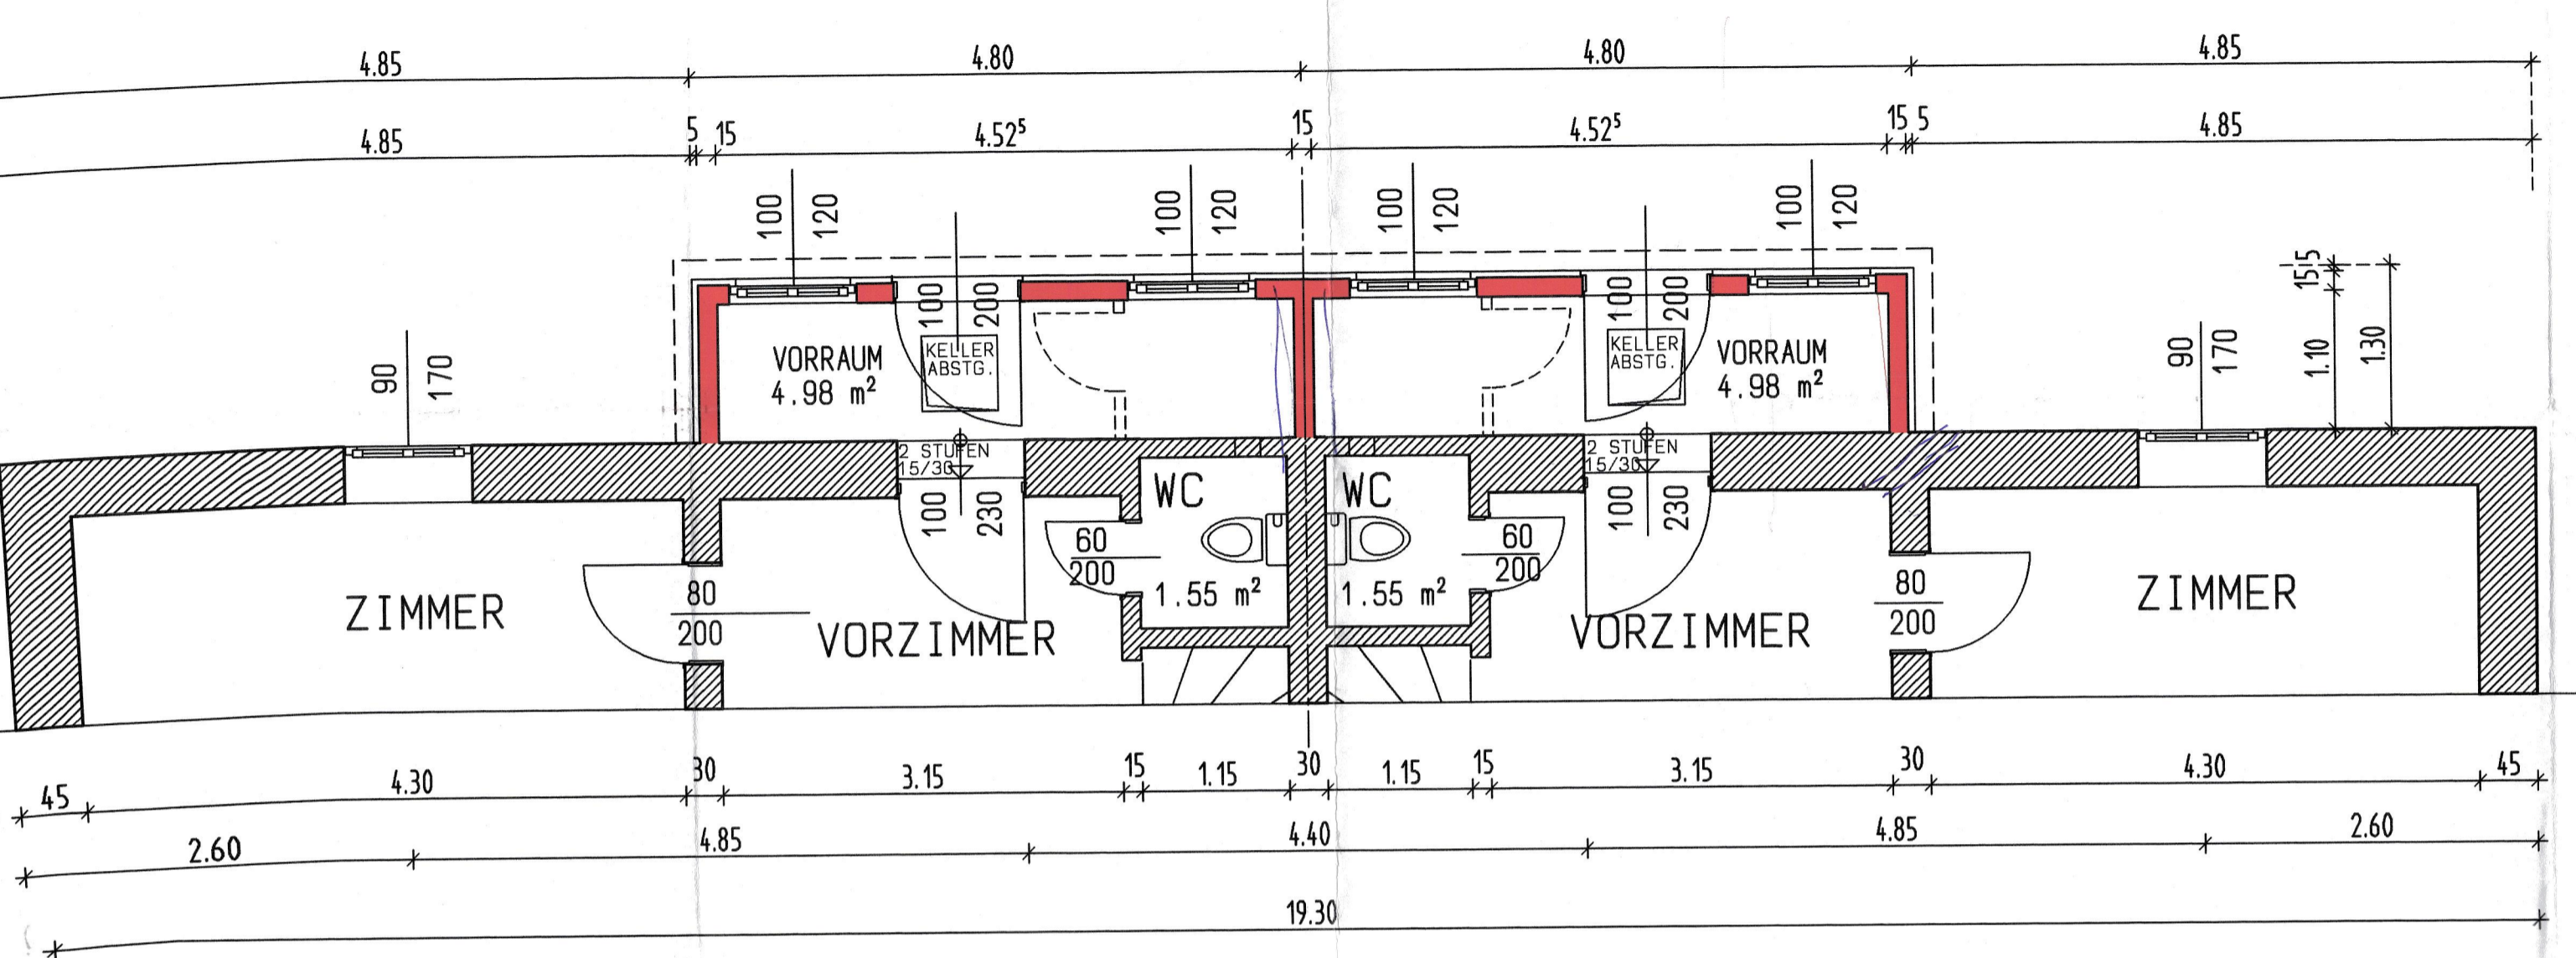 4.85 4.80 4.80 4.85
4.85 5 15 4.52⁵ 15 4.52⁵ 15 5 4.85
100 120 100 120 100 120 100 120
100 200 100 200
15 5
1.10
1.30
90 170 90 170
VORRAUM
4.98 m²
KELLER
ABSTG.
KELLER
ABSTG.
VORRAUM
4.98 m²
2 STUFEN
15/30
2 STUFEN
15/30
100 230 100 230
WC WC
60
200
60
200
1.55 m² 1.55 m²
80
200
80
200
ZIMMER VORZIMMER VORZIMMER ZIMMER
45 4.30 30 3.15 15 1.15 30 1.15 15 3.15 30 4.30 45
2.60 4.85 4.40 4.85 2.60
19.30